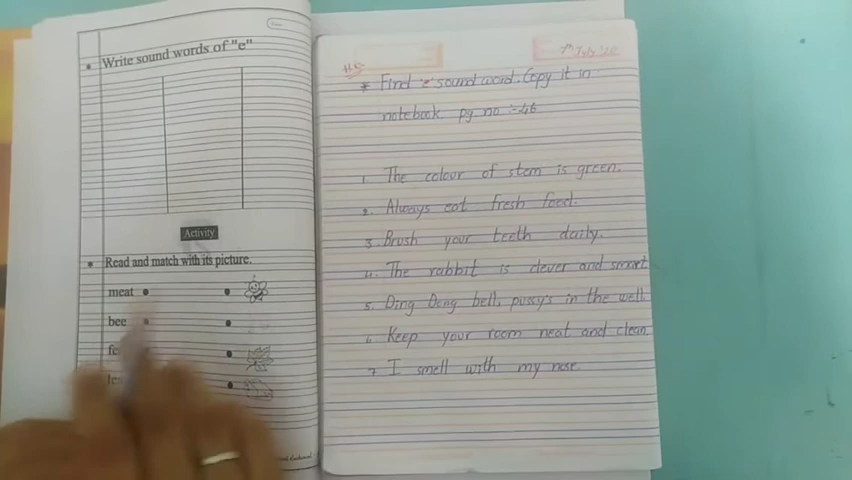 Write sound words of "e"
Activity
Read and match with its picture.
meat
bee
H.S
7th July '20
* Find 'e' sound word. Copy it in
notebook. pg. no :- 46
1. The colour of stem is green.
2. Always eat fresh food.
3. Brush your teeth daily.
4. The rabbit is clever and smart.
5. Ding Dong bell, pussy's in the well.
6. Keep your room neat and clean.
7. I smell with my nose.